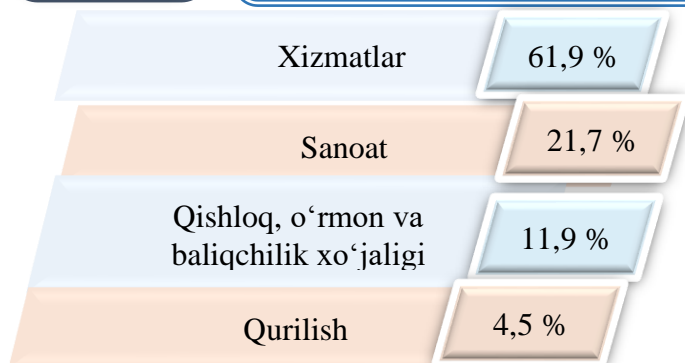 Xizmatlar 61,9 %
Sanoat 21,7 %
Qishloq, o‘rmon va
baliqchilik xo‘jaligi 11,9 %
Qurilish 4,5 %